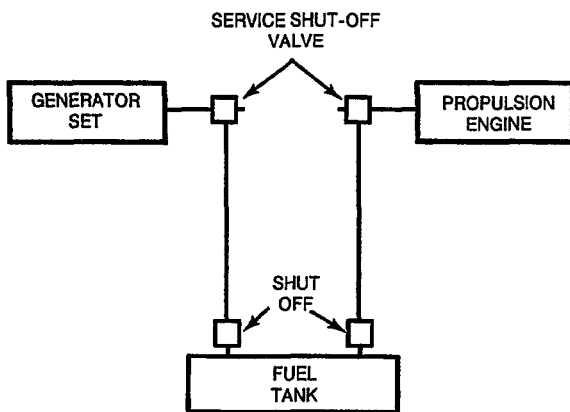 SERVICE SHUT-OFF
VALVE
GENERATOR
SET
PROPULSION
ENGINE
SHUT
OFF
FUEL
TANK